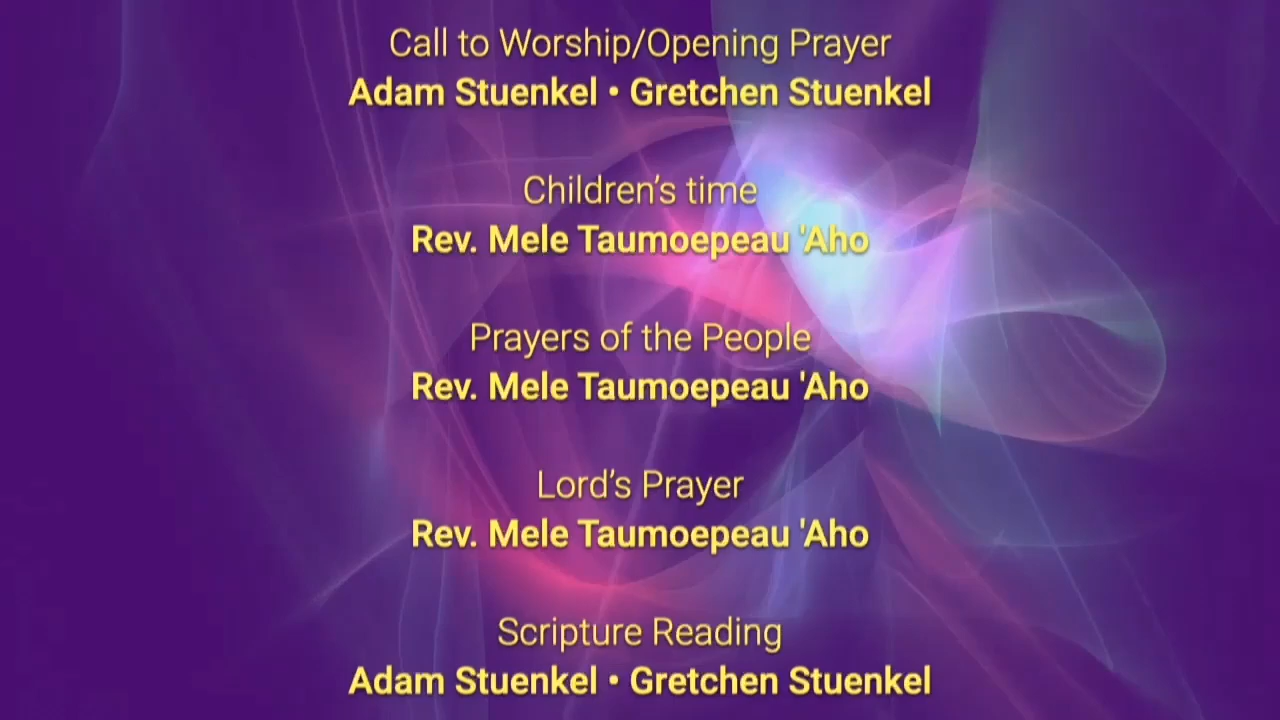 Call to Worship/Opening Prayer
Adam Stuenkel • Gretchen Stuenkel
Children’s time
Rev. Mele Taumoepeau 'Aho
Prayers of the People
Rev. Mele Taumoepeau 'Aho
Lord’s Prayer
Rev. Mele Taumoepeau 'Aho
Scripture Reading
Adam Stuenkel • Gretchen Stuenkel